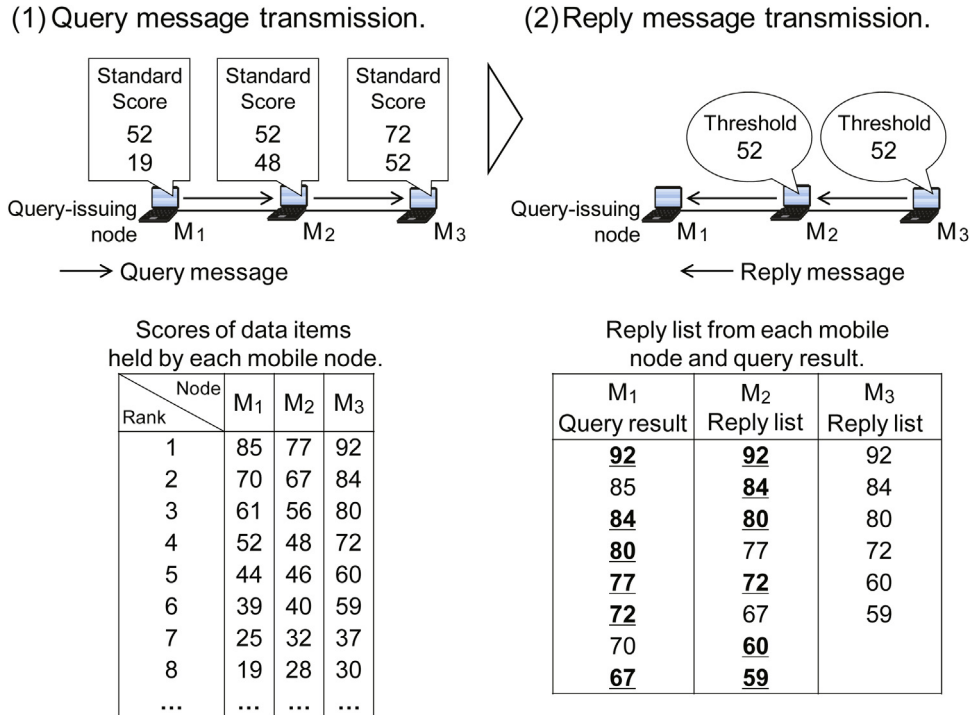 (1) Query message transmission.
Standard
Score
52
19
Standard
Score
52
48
Standard
Score
72
52
Query-issuing
node
M1
M2
M3
Query message
(2) Reply message transmission.
Threshold
52
Threshold
52
Query-issuing
node
M1
M2
M3
Reply message
Scores of data items
held by each mobile node.
Node
Rank
M1 M2 M3
1 85 77 92
2 70 67 84
3 61 56 80
4 52 48 72
5 44 46 60
6 39 40 59
7 25 32 37
8 19 28 30
... ... ... ...
Reply list from each mobile
node and query result.
M1 M2 M3
Query result Reply list Reply list
92 92 92
85 84 84
84 80 80
80 77 72
77 72 60
72 67 59
70 60
67 59